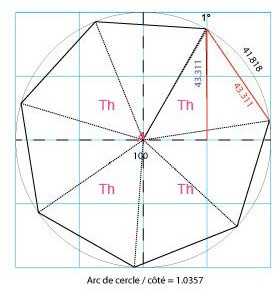 1°
41.818
43.311
43.311
Th
Th
100
Th
Th
Arc de cercle / côté = 1.0357